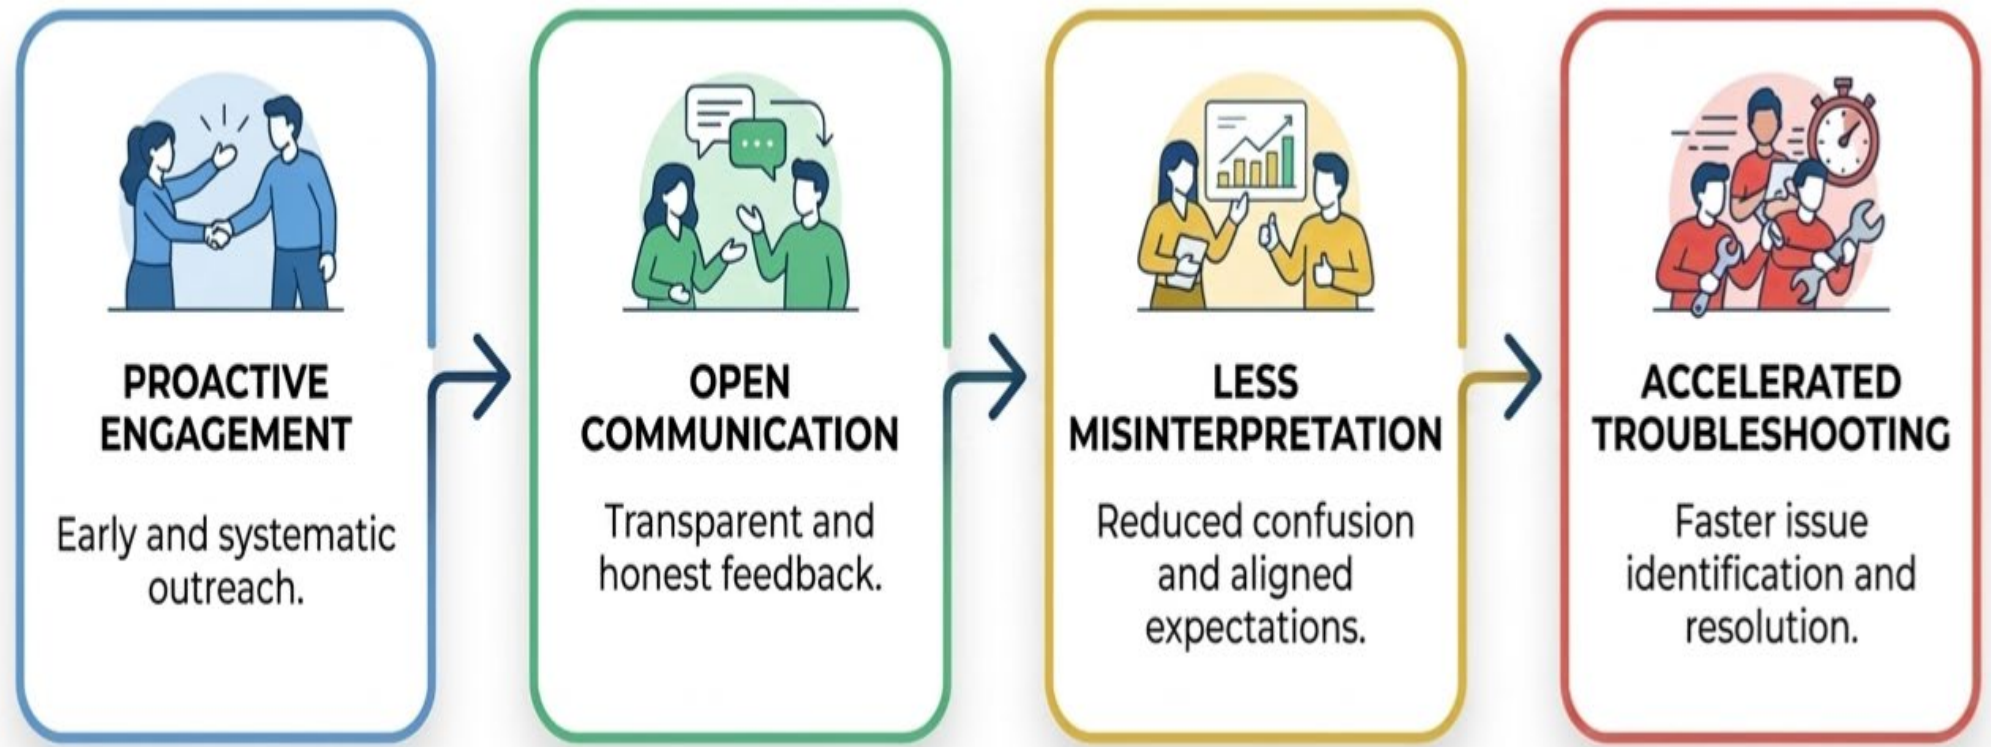 PROACTIVE
ENGAGEMENT
Early and systematic
outreach.
OPEN
COMMUNICATION
Transparent and
honest feedback.
LESS
MISINTERPRETATION
Reduced confusion
and aligned
expectations.
ACCELERATED
TROUBLESHOOTING
Faster issue
identification and
resolution.